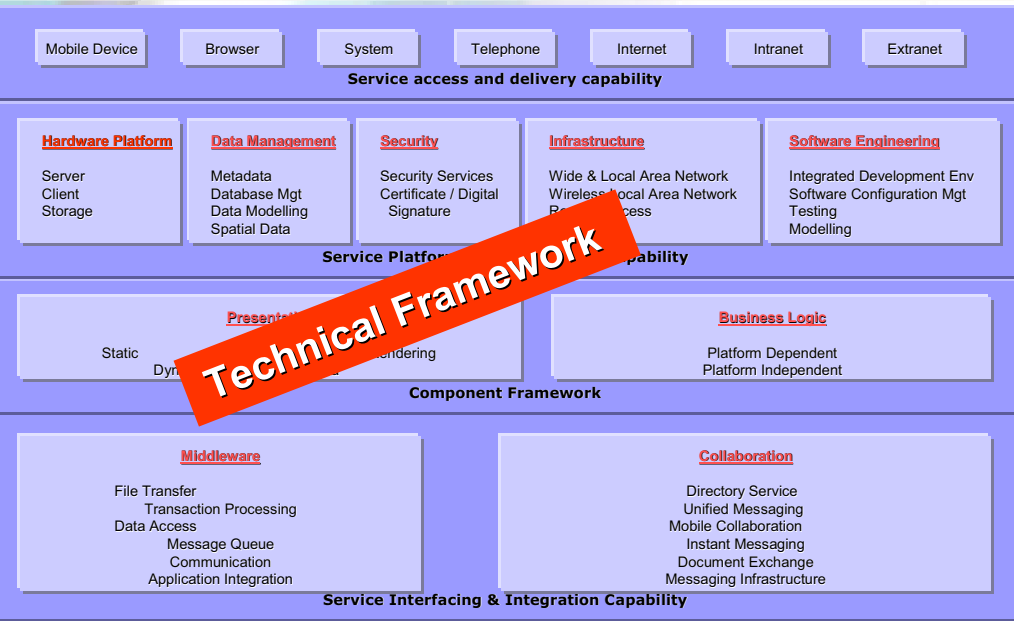 Mobile Device
Browser
System
Telephone
Internet
Intranet
Extranet
Service access and delivery capability
Hardware Platform
Server
Client
Storage
Data Management
Metadata
Database Mgt
Data Modelling
Spatial Data
Security
Security Services
Certificate / Digital
Signature
Infrastructure
Wide & Local Area Network
Wireless Local Area Network
Software Engineering
Integrated Development Env
Software Configuration Mgt
Testing
Modelling
Service
Technical Framework
Static
Business Logic
Platform Dependent
Platform Independent
Component Framework
Middleware
File Transfer
Transaction Processing
Data Access
Message Queue
Communication
Application Integration
Collaboration
Directory Service
Unified Messaging
Mobile Collaboration
Instant Messaging
Document Exchange
Messaging Infrastructure
Service Interfacing & Integration Capability